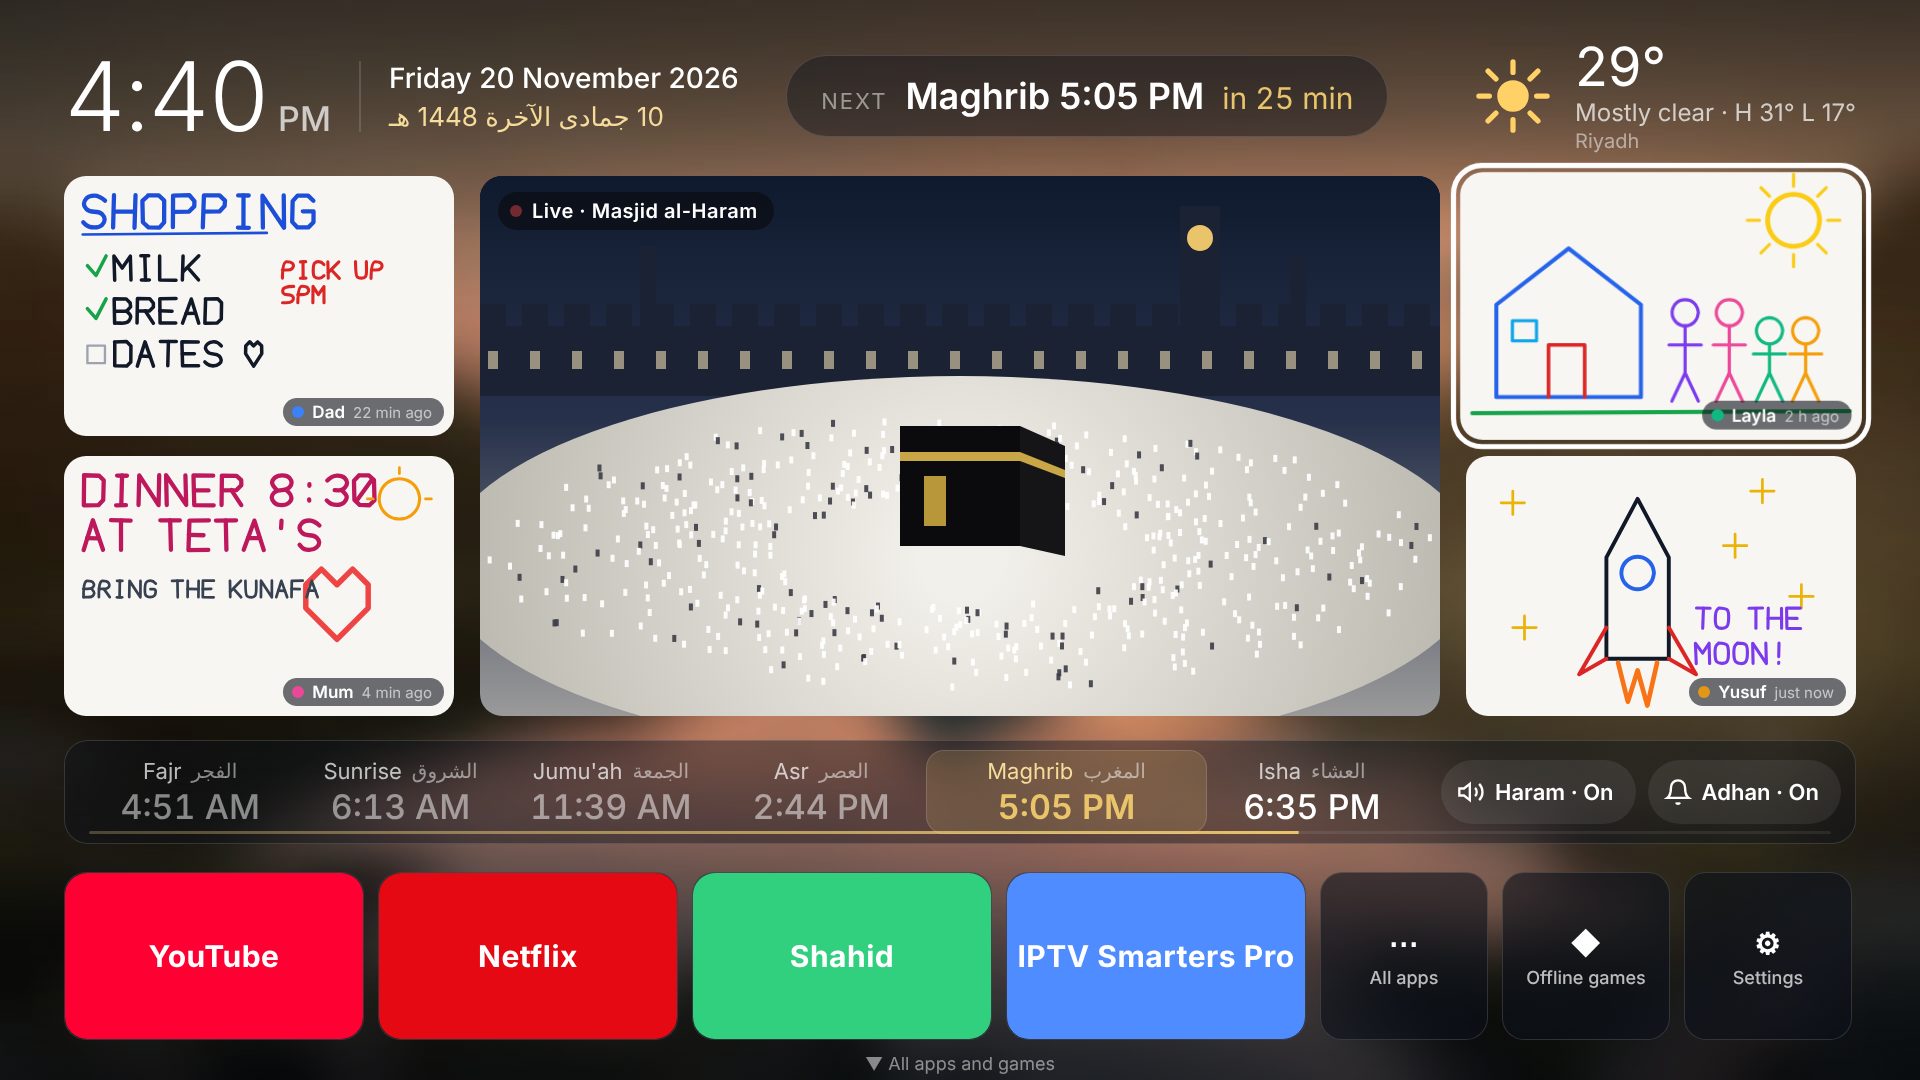 4:40 PM
Friday 20 November 2026
10 جمادى الآخرة 1448 هـ
NEXT Maghrib 5:05 PM in 25 min
29°
Mostly clear · H 31° L 17°
Riyadh
SHOPPING
MILK
BREAD
DATES
PICK UP
5PM
Dad 22 min ago
DINNER 8:30
AT TETA'S
BRING THE KUNAFA
Mum 4 min ago
Live · Masjid al-Haram
Layla 2 h ago
TO THE
MOON!
Yusuf just now
Fajr الفجر
4:51 AM
Sunrise الشروق
6:13 AM
Jumu'ah الجمعة
11:39 AM
Asr العصر
2:44 PM
Maghrib المغرب
5:05 PM
Isha العشاء
6:35 PM
Haram · On
Adhan · On
YouTube
Netflix
Shahid
IPTV Smarters Pro
All apps
Offline games
Settings
All apps and games